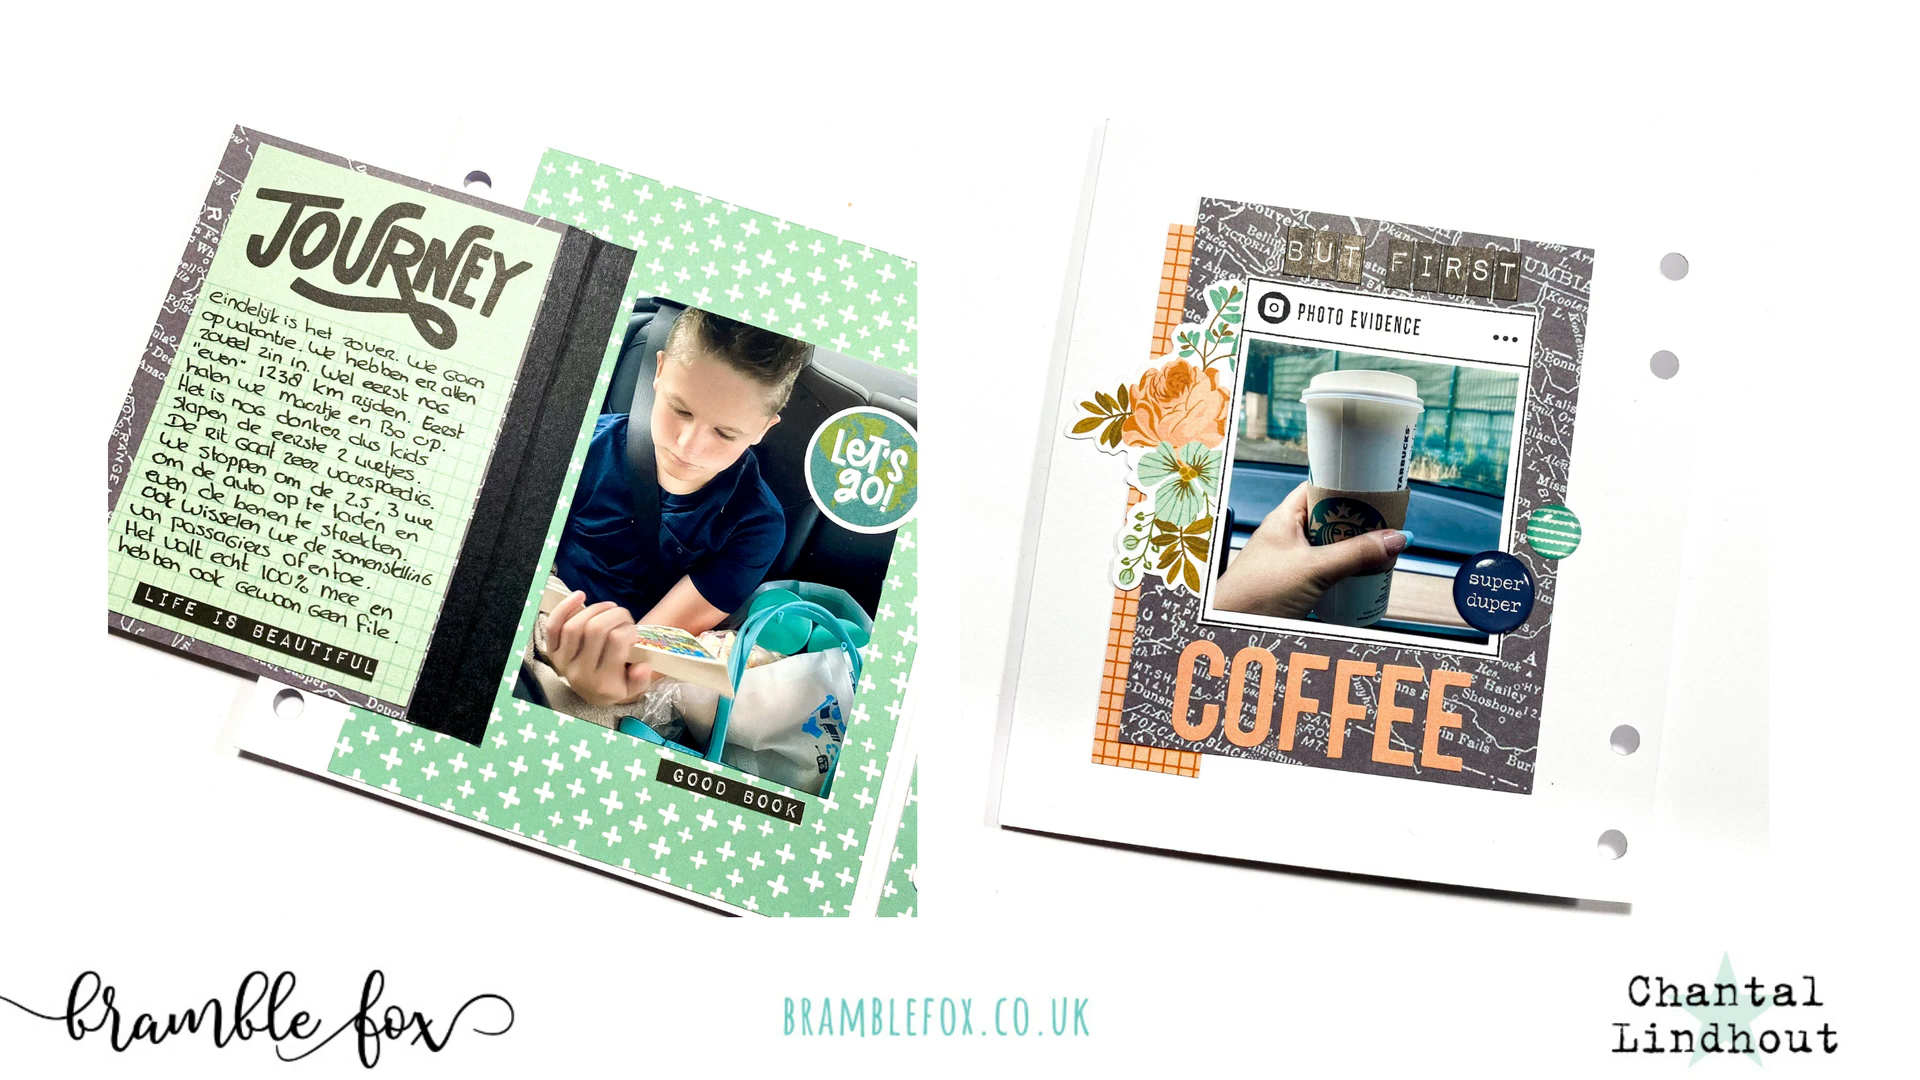 JOURNEY
eindelijk is het zover. We gaan
op vakantie. We hebben er allen
zoveel zin in. Wel eerst nog
"even" 1238 km rijden. Eerst
halen we Maartje en Bo op.
Het is nog donker dus kids
slapen de eerste 2 uurtjes.
De rit gaat zeer voorspoedig.
We stoppen om de 2.5, 3 uur
om de auto op te laden en
even de benen te strekken.
ook wisselen we de samenstelling
van passagiers af en toe.
Het valt echt 100% mee en
hebben ook gewoon geen file.
LIFE IS BEAUTIFUL
LET'S
go!
GOOD BOOK
BUT FIRST
PHOTO EVIDENCE
STARBUCKS
super
duper
COFFEE
bramble fox
BRAMBLEFOX.CO.UK
Chantal
Lindhout